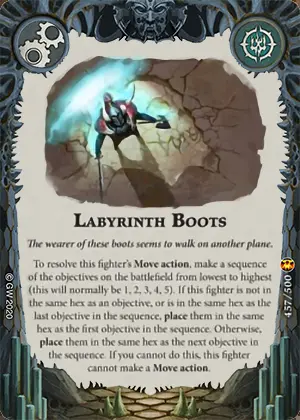 LABYRINTH BOOTS
The wearer of these boots seems to walk on another plane.
To resolve this fighter's Move action, make a sequence
of the objectives on the battlefield from lowest to highest
(this will normally be 1, 2, 3, 4, 5). If this fighter is not in
the same hex as an objective, or is in the same hex as the
last objective in the sequence, place them in the same
hex as the first objective in the sequence. Otherwise,
place them in the same hex as the next objective in
the sequence. If you cannot do this, this fighter
cannot make a Move action.
© GW 2020
457/500